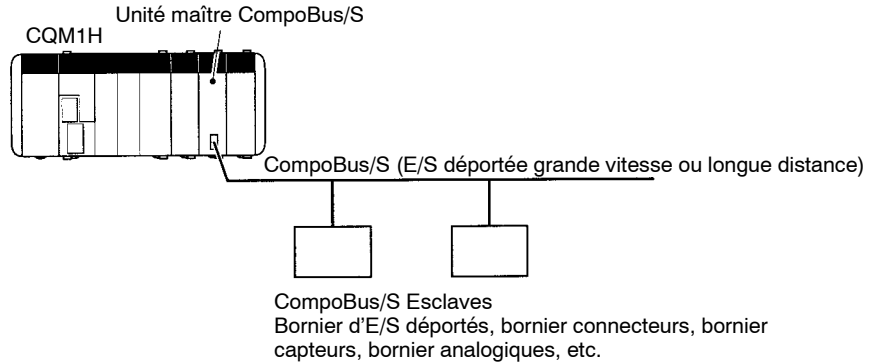 Unité maître CompoBus/S
CQM1H
CompoBus/S (E/S déportée grande vitesse ou longue distance)
CompoBus/S Esclaves
Bornier d'E/S déportés, bornier connecteurs, bornier
capteurs, bornier analogiques, etc.